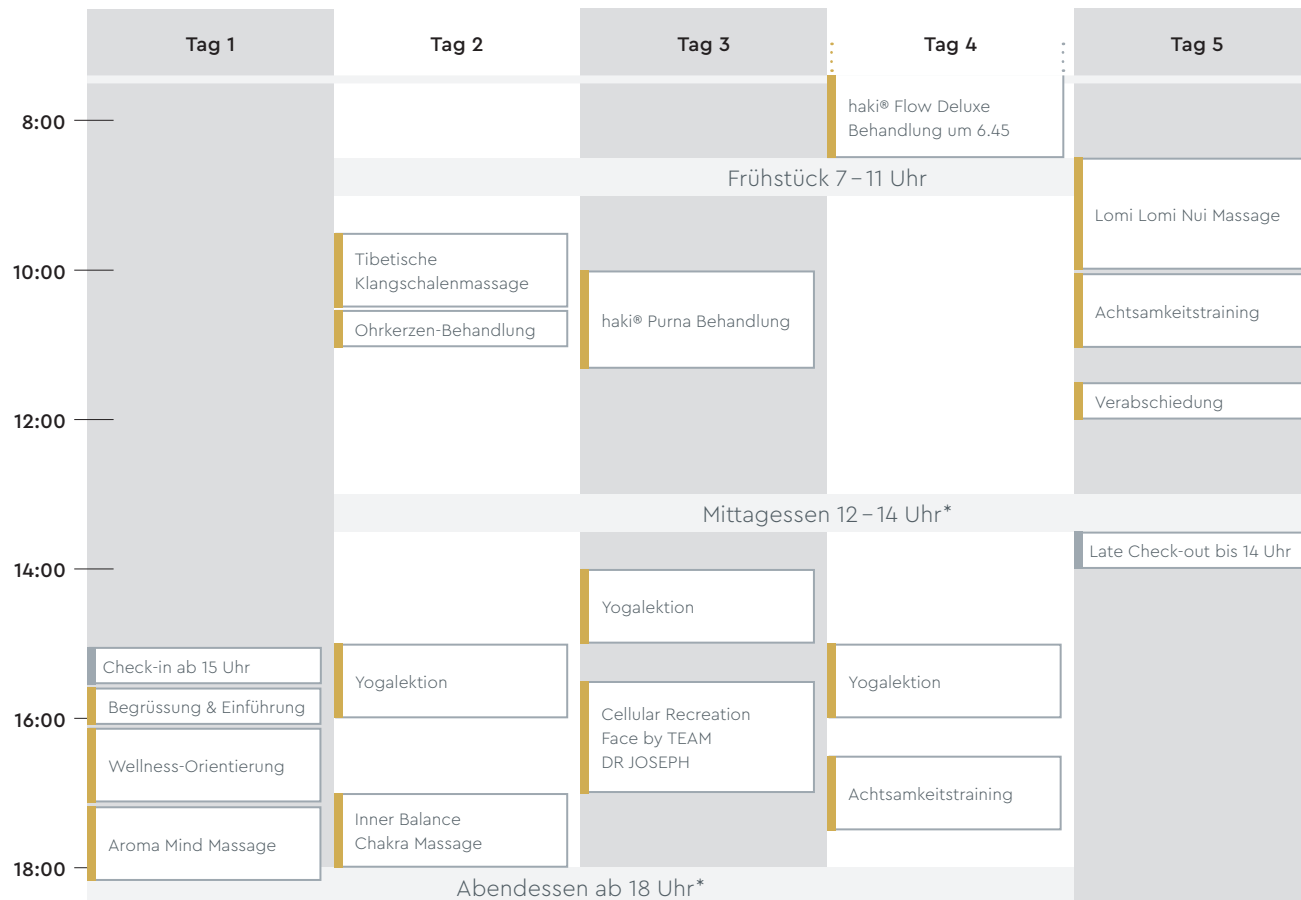 Tag 1
Tag 2
Tag 3
Tag 4
Tag 5
8:00
haki® Flow Deluxe
Behandlung um 6.45
Frühstück 7 – 11 Uhr
Lomi Lomi Nui Massage
Tibetische
Klangschalenmassage
10:00
Ohrkerzen-Behandlung
haki® Purna Behandlung
Achtsamkeitstraining
Verabschiedung
12:00
Mittagessen 12 – 14 Uhr*
Late Check-out bis 14 Uhr
14:00
Yogalektion
Check-in ab 15 Uhr
Yogalektion
Yogalektion
Begrüssung & Einführung
16:00
Cellular Recreation
Face by TEAM
DR JOSEPH
Wellness-Orientierung
Achtsamkeitstraining
Inner Balance
Chakra Massage
Aroma Mind Massage
18:00
Abendessen ab 18 Uhr*